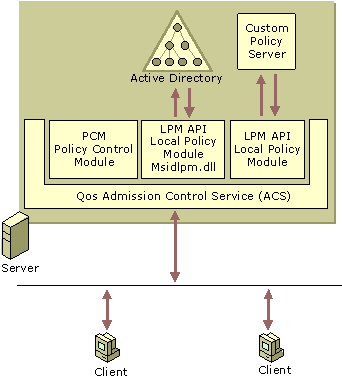 Custom
Policy
Server
Active Directory
PCM
Policy Control
Module
LPM API
Local Policy
Module
Msidlpm.dll
LPM API
Local Policy
Module
Qos Admission Control Service (ACS)
Server
Client
Client